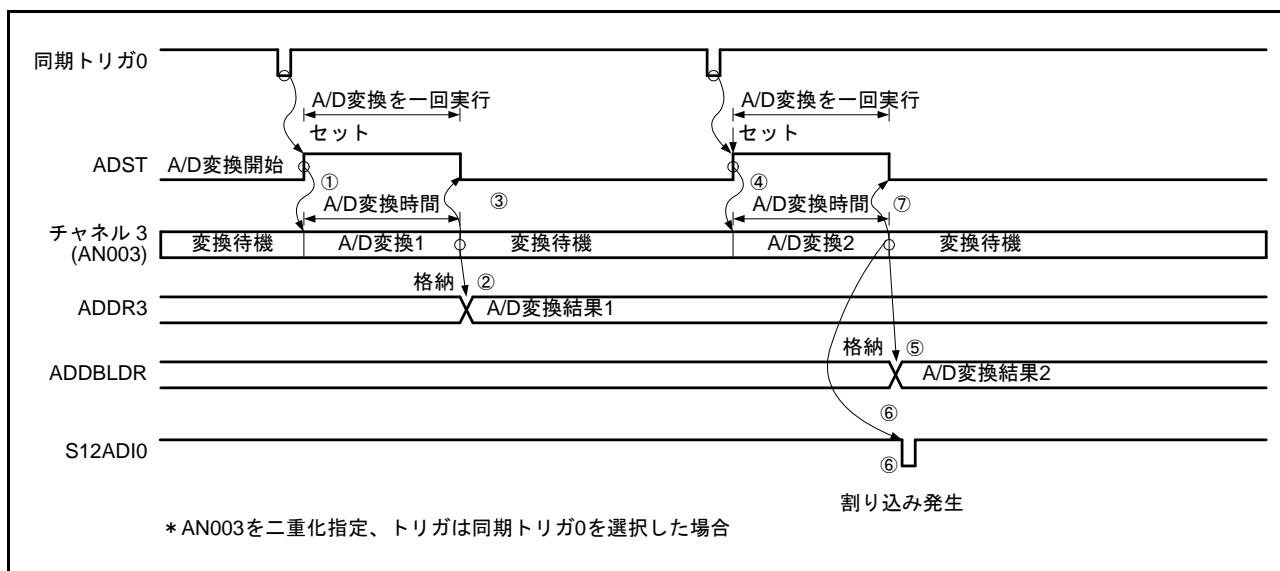 同期トリガ0
A/D変換を一回実行
A/D変換を一回実行
セット
セット
ADST
A/D変換開始
①
③
④
A/D変換時間
A/D変換時間
⑦
チャネル 3
(AN003)
変換待機
A/D変換1
変換待機
A/D変換2
変換待機
格納
②
ADDR3
A/D変換結果1
格納
⑤
ADDBLDR
A/D変換結果2
⑥
S12ADI0
⑥
割り込み発生
*AN003を二重化指定、トリガは同期トリガ0を選択した場合